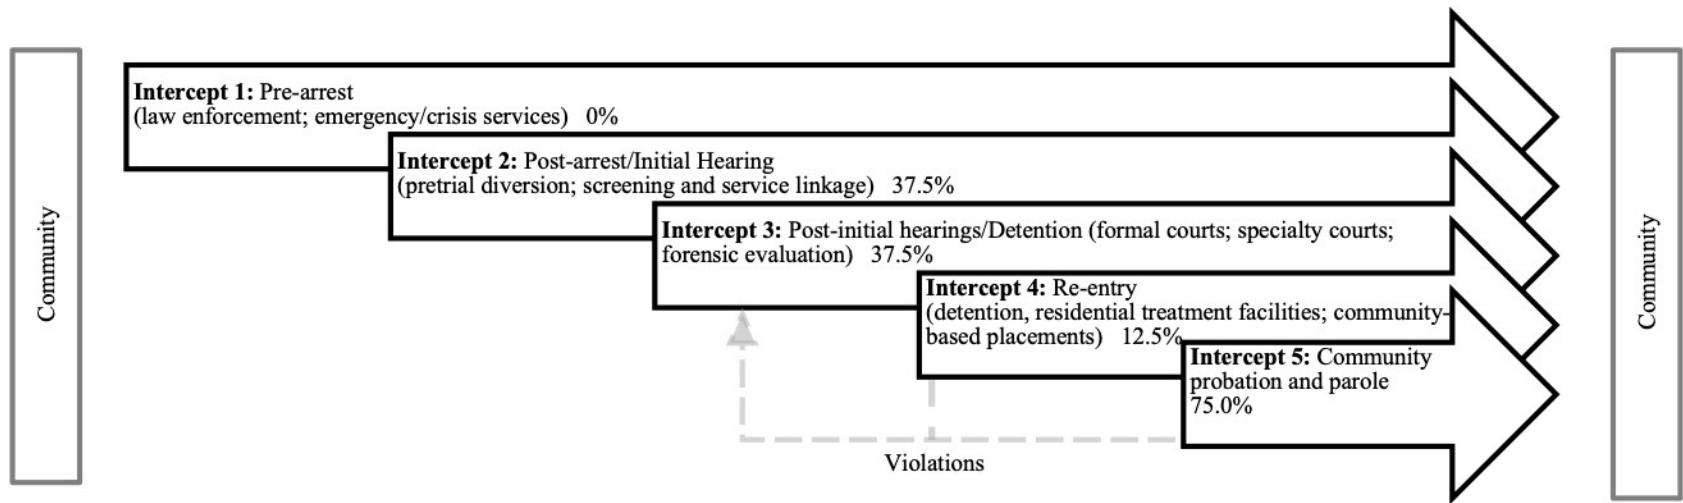 Community
Intercept 1: Pre-arrest
(law enforcement; emergency/crisis services) 0%
Intercept 2: Post-arrest/Initial Hearing
(pretrial diversion; screening and service linkage) 37.5%
Intercept 3: Post-initial hearings/Detention (formal courts; specialty courts;
forensic evaluation) 37.5%
Intercept 4: Re-entry
(detention, residential treatment facilities; community-
based placements) 12.5%
Intercept 5: Community
probation and parole
75.0%
Violations
Community